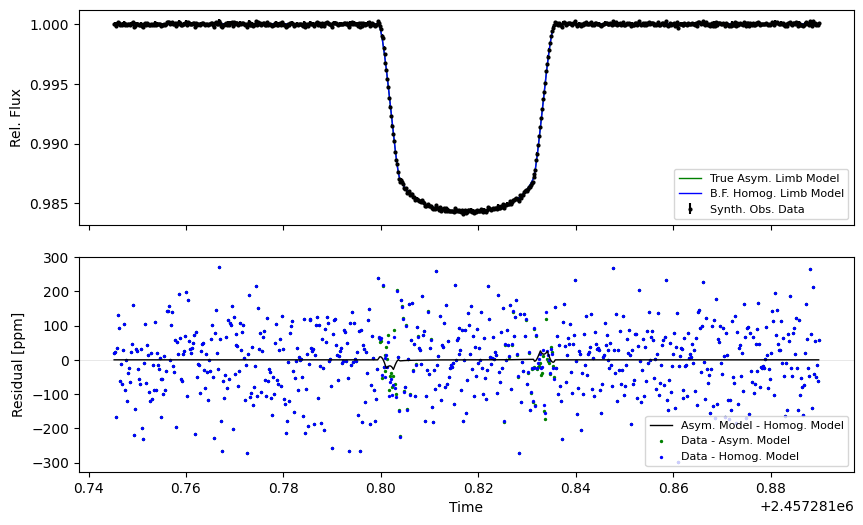 1.000
0.995
0.990
0.985
Rel. Flux
True Asym. Limb Model
B.F. Homog. Limb Model
Synth. Obs. Data
300
200
100
0
−100
−200
−300
Residual [ppm]
Asym. Model - Homog. Model
Data - Asym. Model
Data - Homog. Model
0.74 0.76 0.78 0.80 0.82 0.84 0.86 0.88
Time
+2.457281e6